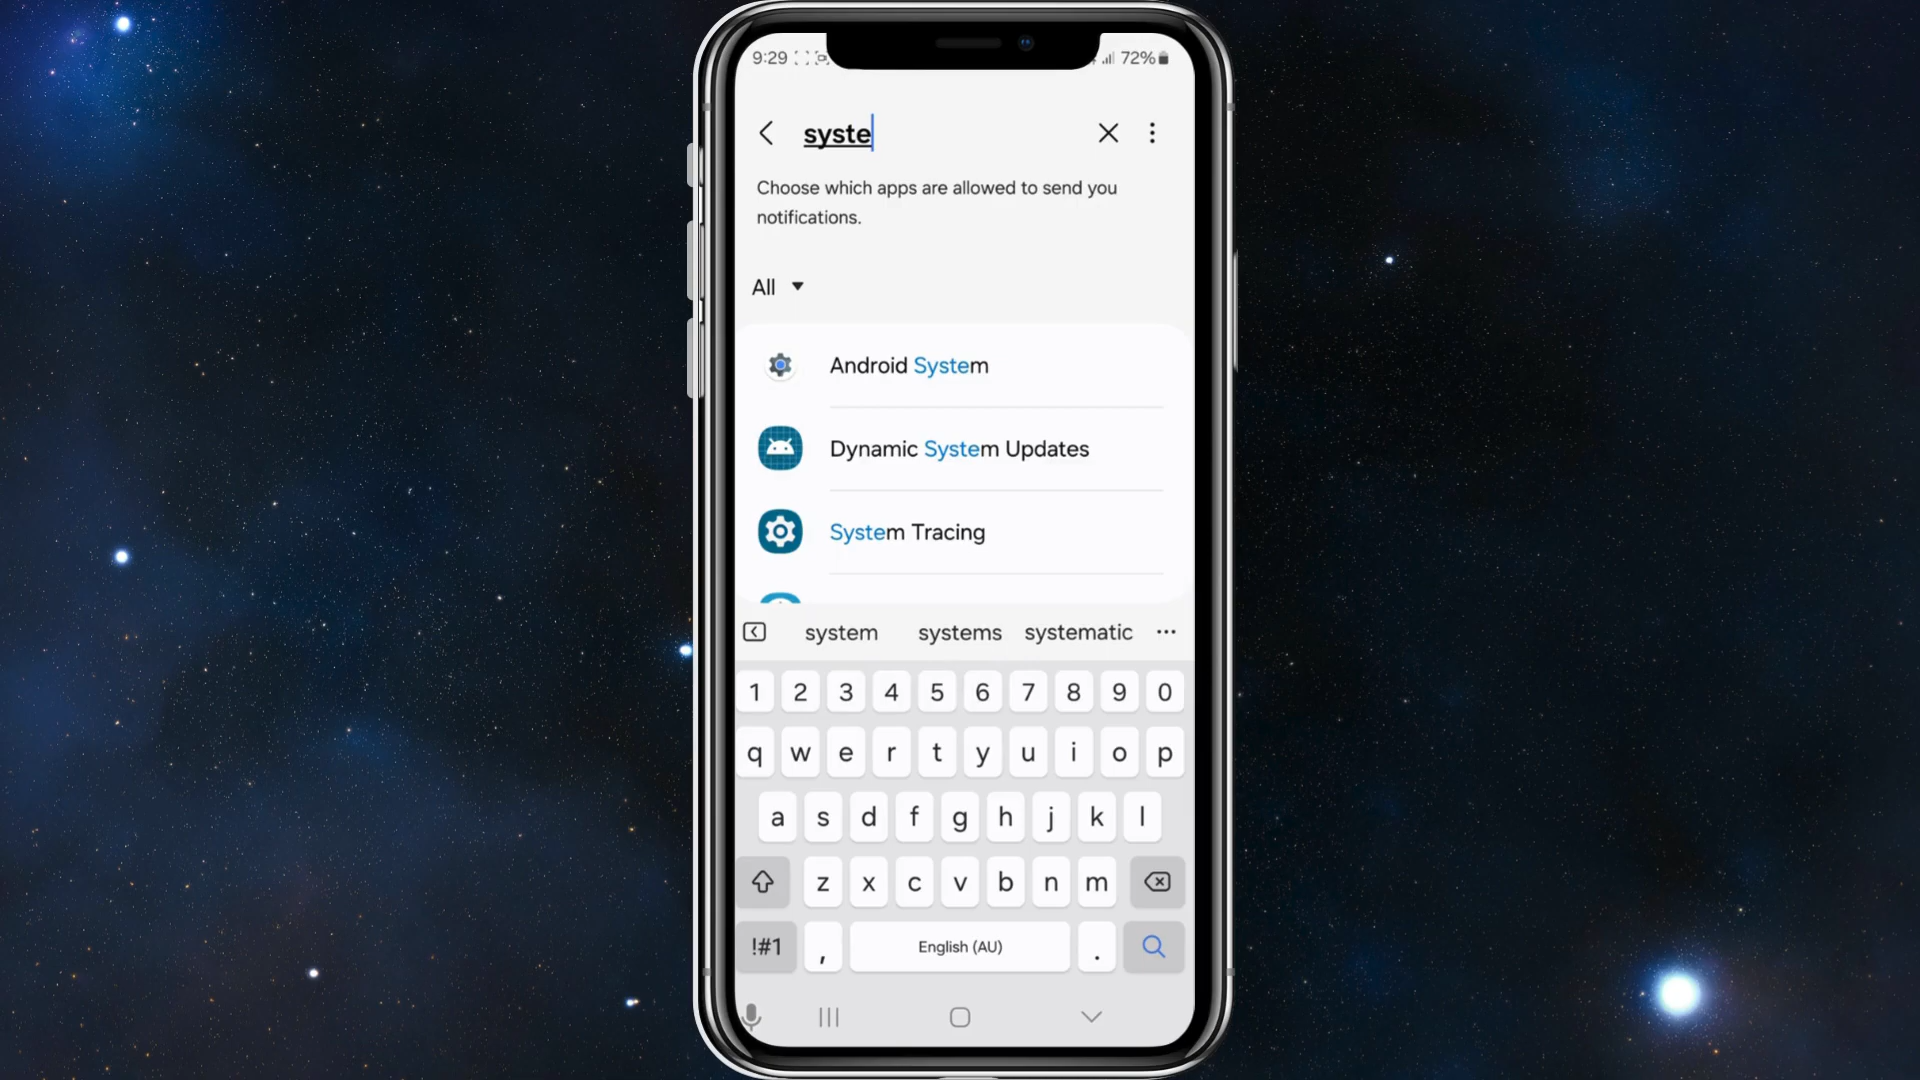 9:29
72%
syste
Choose which apps are allowed to send you
notifications.
All
Android System
Dynamic System Updates
System Tracing
system systems systematic
1 2 3 4 5 6 7 8 9 0
q w e r t y u i o p
a s d f g h j k l
z x c v b n m
!#1 , English (AU) .